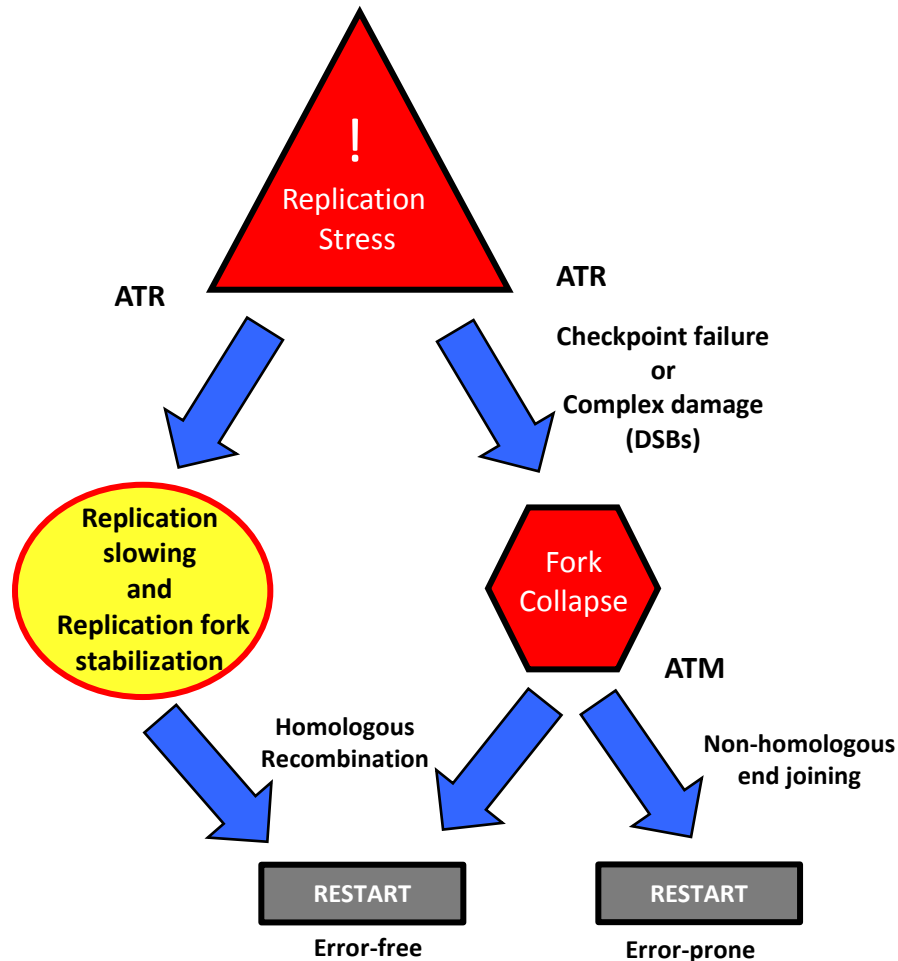 !
Replication
Stress
ATR
ATR
Checkpoint failure
or
Complex damage
(DSBs)
Replication
slowing
and
Replication fork
stabilization
Fork
Collapse
ATM
Homologous
Recombination
Non-homologous
end joining
RESTART
RESTART
Error-free
Error-prone